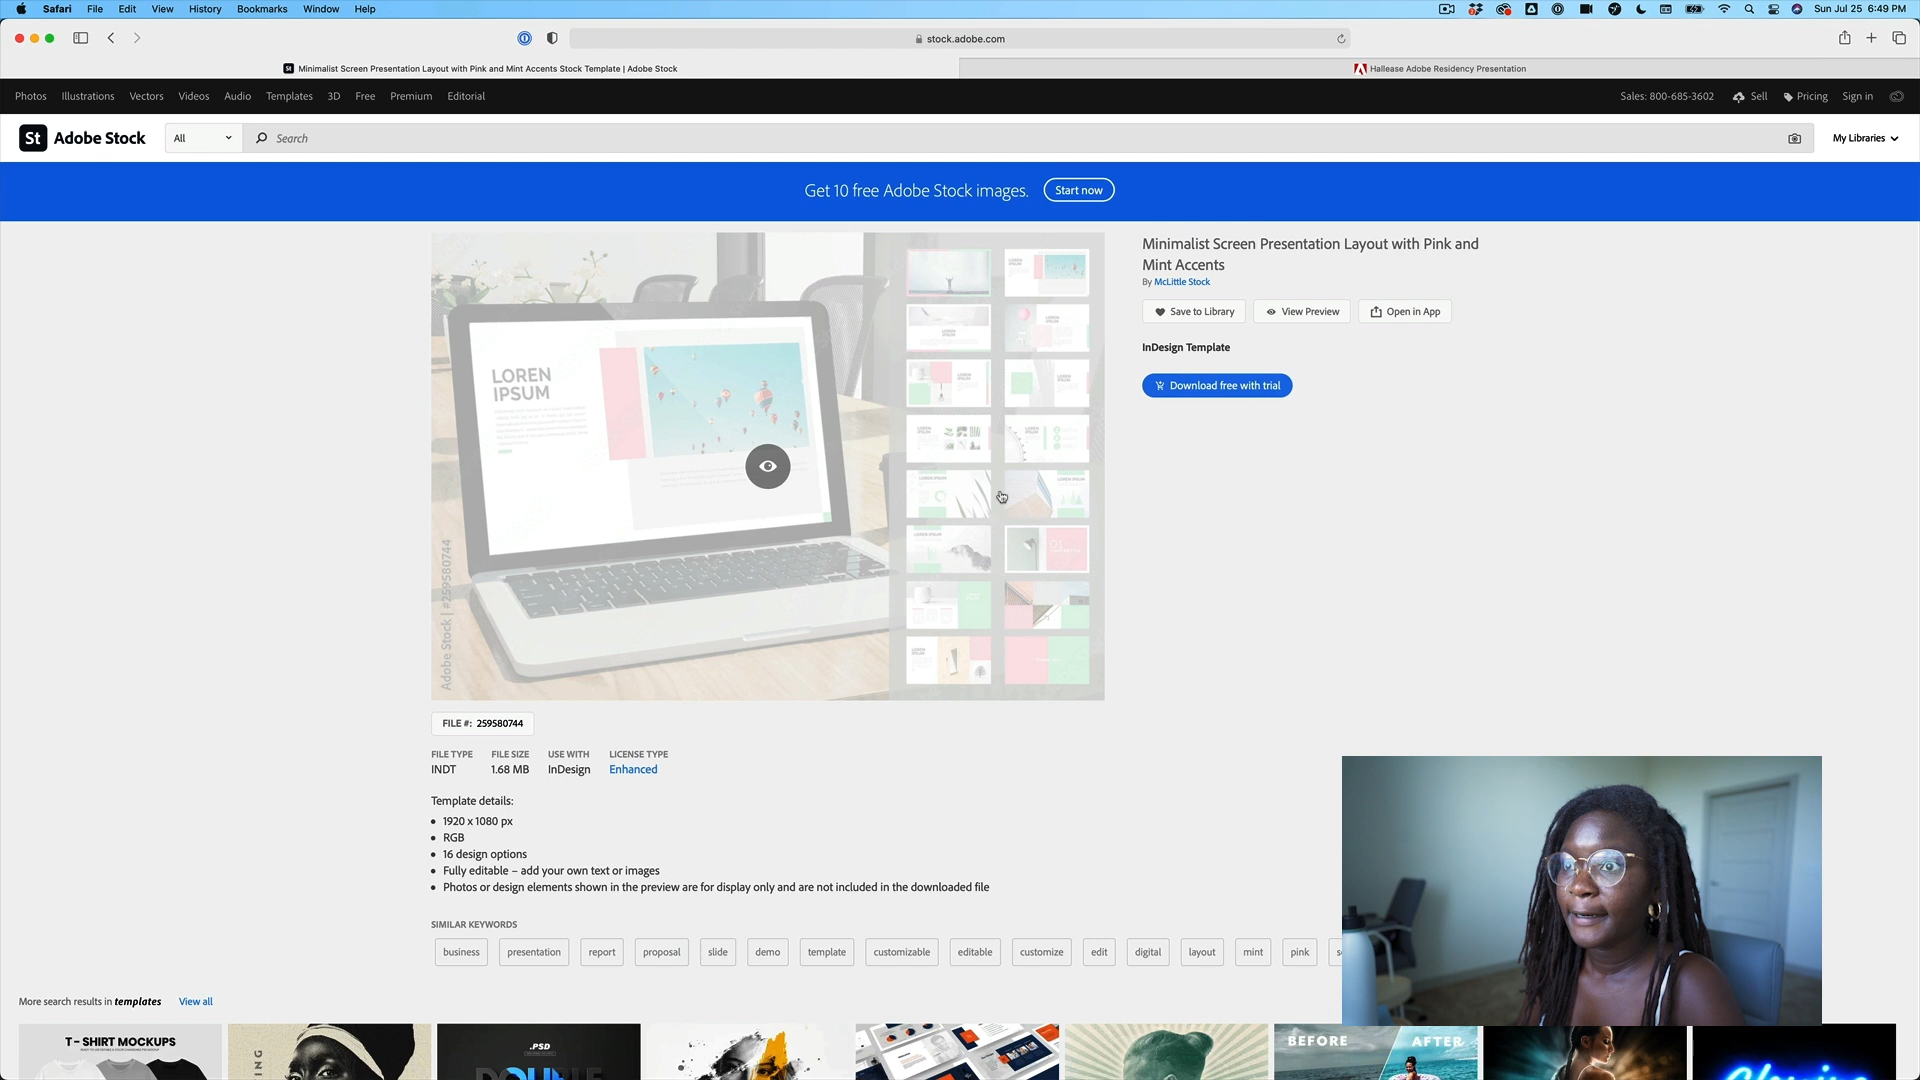 Safari File Edit View History Bookmarks Window Help
Sun Jul 25 6:49 PM
stock.adobe.com
Minimalist Screen Presentation Layout with Pink and Mint Accents Stock Template | Adobe Stock
Hallease Adobe Residency Presentation
Photos Illustrations Vectors Videos Audio Templates 3D Free Premium Editorial
Sales: 800-685-3602 Sell Pricing Sign in
St Adobe Stock All Search My Libraries
Get 10 free Adobe Stock images. Start now
Minimalist Screen Presentation Layout with Pink and
Mint Accents
By McLittle Stock
Save to Library View Preview Open in App
InDesign Template
Download free with trial
LOREN
IPSUM
Adobe Stock | #259580744
FILE #: 259580744
FILE TYPE FILE SIZE USE WITH LICENSE TYPE
INDT 1.68 MB InDesign Enhanced
Template details:
1920 x 1080 px
RGB
16 design options
Fully editable – add your own text or images
Photos or design elements shown in the preview are for display only and are not included in the downloaded file
SIMILAR KEYWORDS
business presentation report proposal slide demo template customizable editable customize edit digital layout mint pink
More search results in templates View all
T-SHIRT MOCKUPS
.PSD
DOUBLE
BEFORE AFTER